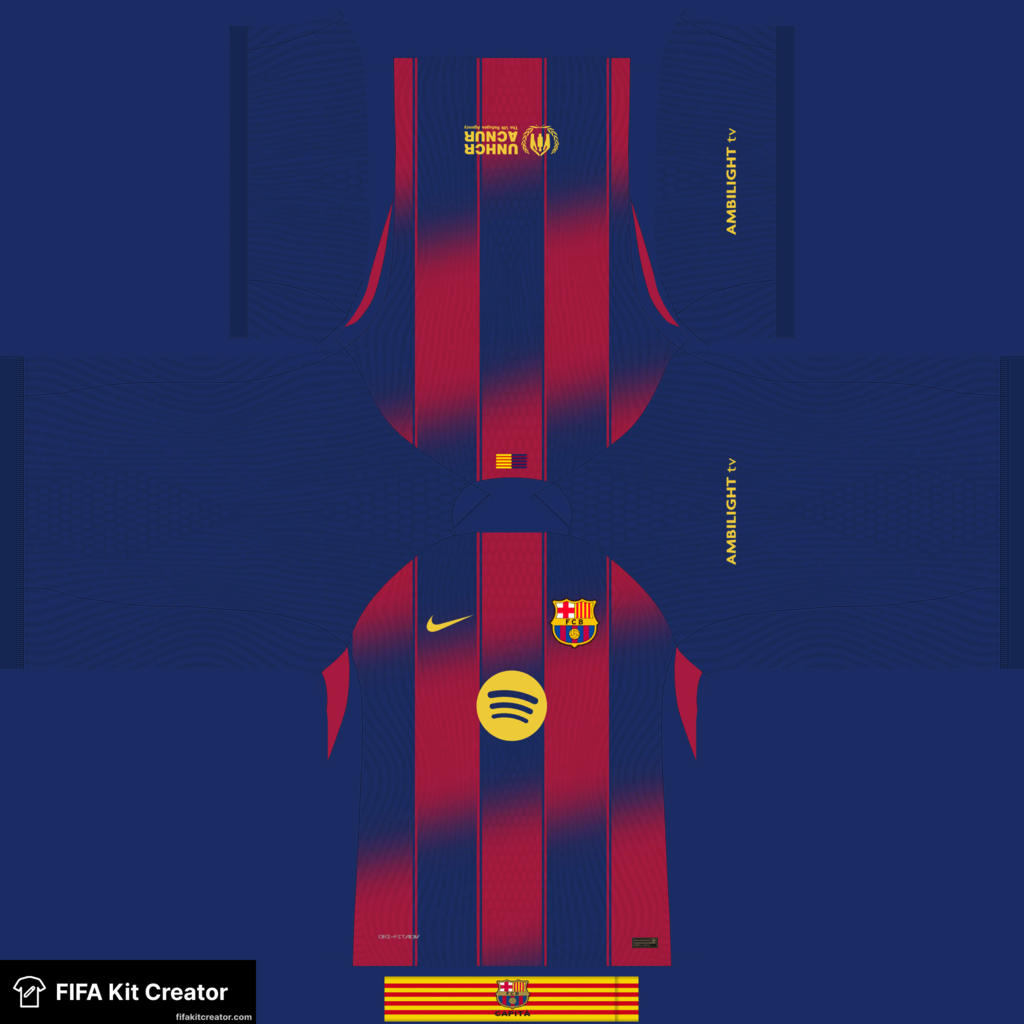 The UN Refugee Agency
ACNUR
UNHCR
AMBILIGHT tv
AMBILIGHT tv
F C B
DRI-FIT ADV
FCB
CAPITÀ
FIFA Kit Creator
fifakitcreator.com